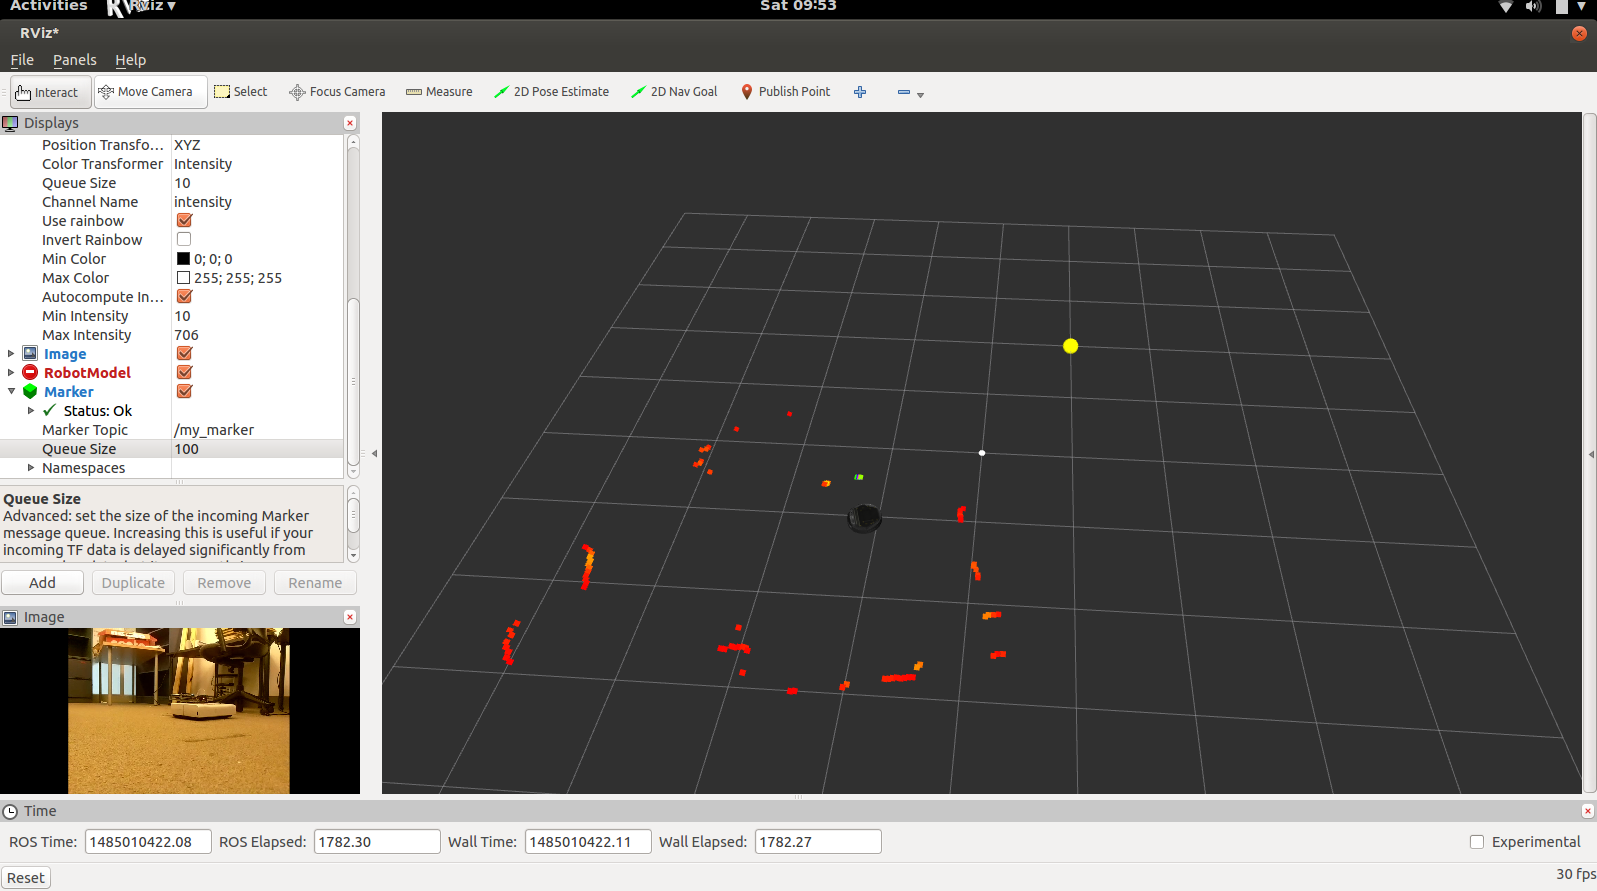 Activities RViz ▾ Sat 09:53
RViz*
File Panels Help
Interact Move Camera Select Focus Camera Measure 2D Pose Estimate 2D Nav Goal Publish Point
Displays
Position Transfo... XYZ
Color Transformer Intensity
Queue Size 10
Channel Name intensity
Use rainbow
Invert Rainbow
Min Color 0; 0; 0
Max Color 255; 255; 255
Autocompute In...
Min Intensity 10
Max Intensity 706
Image
RobotModel
Marker
Status: Ok
Marker Topic /my_marker
Queue Size 100
Namespaces
Queue Size
Advanced: set the size of the incoming Marker
message queue. Increasing this is useful if your
incoming TF data is delayed significantly from
Add Duplicate Remove Rename
Image
Time
ROS Time: 1485010422.08 ROS Elapsed: 1782.30 Wall Time: 1485010422.11 Wall Elapsed: 1782.27 Experimental
Reset 30 fps